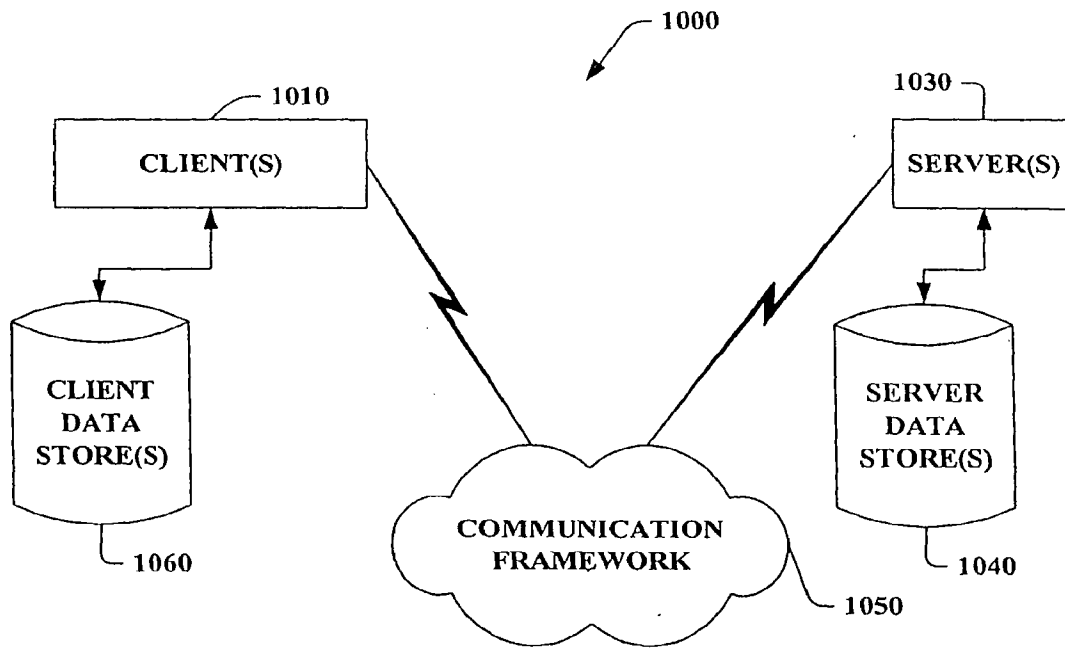 1000
1010
1030
CLIENT(S)
SERVER(S)
CLIENT
DATA
STORE(S)
SERVER
DATA
STORE(S)
COMMUNICATION
FRAMEWORK
1060
1040
1050